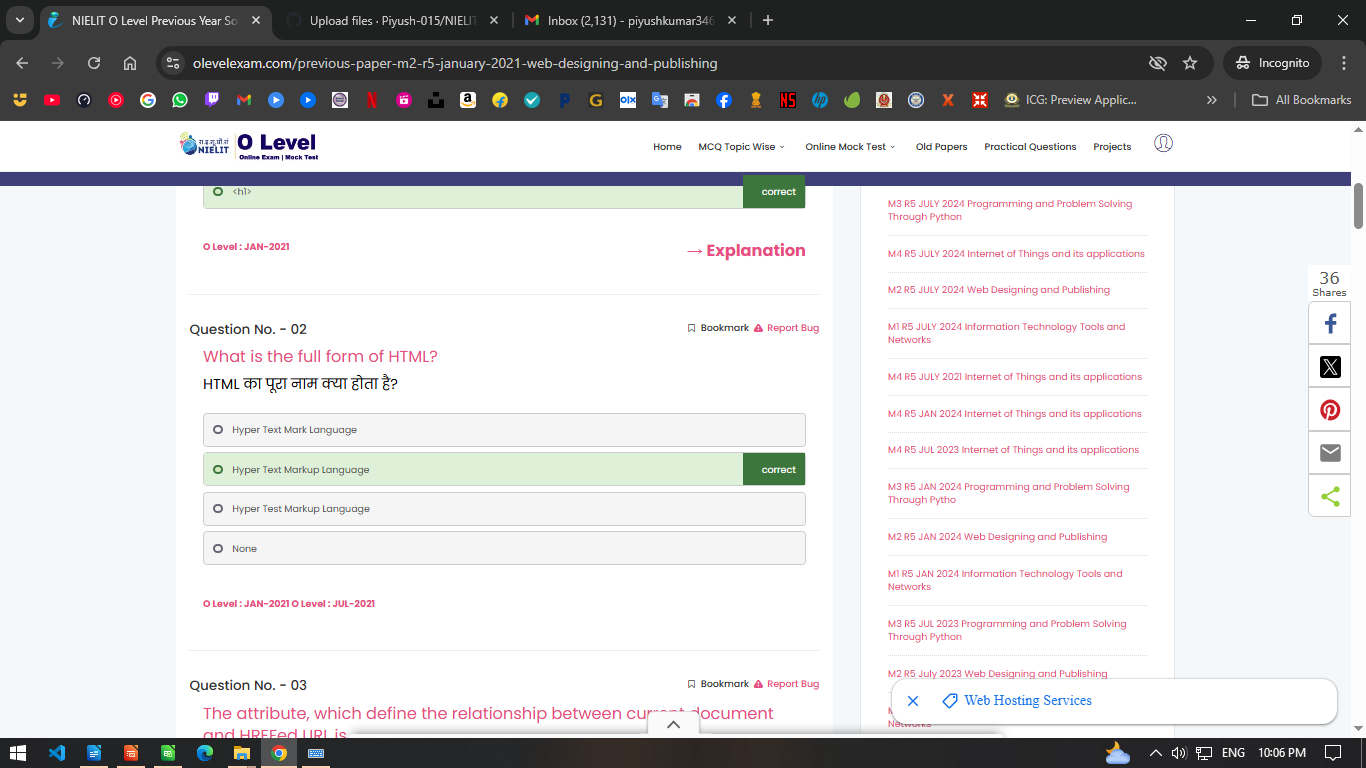 NIELIT O Level Previous Year So
Upload files · Piyush-015/NIELIT
Inbox (2,131) - piyushkumar346
olevelexam.com/previous-paper-m2-r5-january-2021-web-designing-and-publishing
Incognito
ICG: Preview Applic...
All Bookmarks
रा.इ.सू.प्रौ.सं
NIELIT
O Level
Online Exam | Mock Test
Home
MCQ Topic Wise
Online Mock Test
Old Papers
Practical Questions
Projects
<h1>
correct
O Level : JAN-2021
→ Explanation
Question No. - 02
Bookmark
Report Bug
What is the full form of HTML?
HTML का पूरा नाम क्या होता है?
Hyper Text Mark Language
Hyper Text Markup Language
correct
Hyper Test Markup Language
None
O Level : JAN-2021 O Level : JUL-2021
Question No. - 03
Bookmark
Report Bug
The attribute, which define the relationship between current document
and HREFed URL is
M3 R5 JULY 2024 Programming and Problem Solving
Through Python
M4 R5 JULY 2024 Internet of Things and its applications
M2 R5 JULY 2024 Web Designing and Publishing
M1 R5 JULY 2024 Information Technology Tools and
Networks
M4 R5 JULY 2021 Internet of Things and its applications
M4 R5 JAN 2024 Internet of Things and its applications
M4 R5 JUL 2023 Internet of Things and its applications
M3 R5 JAN 2024 Programming and Problem Solving
Through Pytho
M2 R5 JAN 2024 Web Designing and Publishing
M1 R5 JAN 2024 Information Technology Tools and
Networks
M3 R5 JUL 2023 Programming and Problem Solving
Through Python
M2 R5 July 2023 Web Designing and Publishing
Networks
36
Shares
Web Hosting Services
ENG
10:06 PM